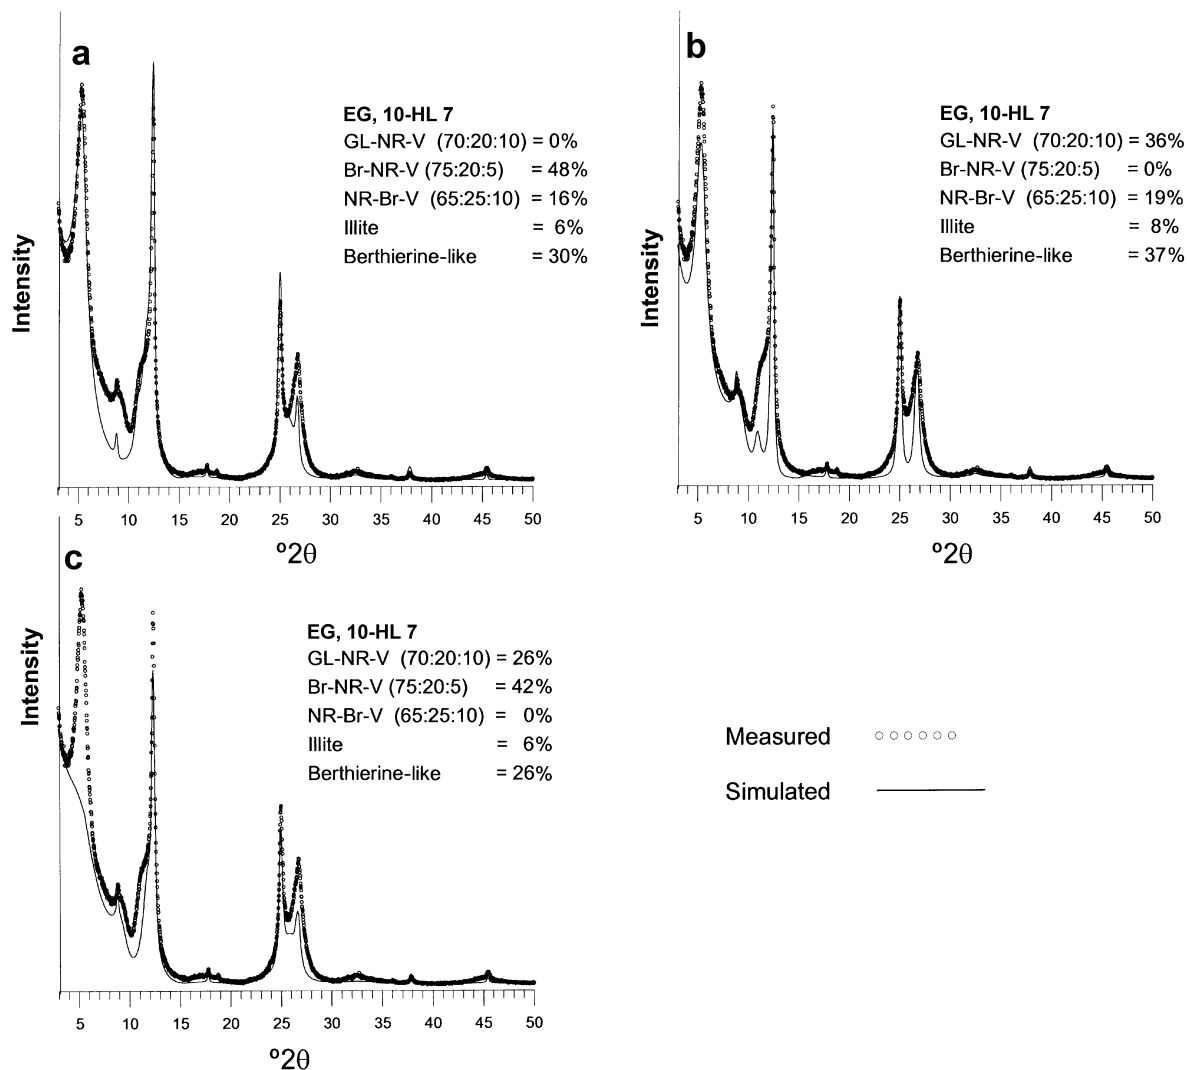 a
EG, 10-HL 7
GL-NR-V (70:20:10) = 0%
Br-NR-V (75:20:5) = 48%
NR-Br-V (65:25:10) = 16%
Illite = 6%
Berthierine-like = 30%
Intensity
5 10 15 20 25 30 35 40 45 50
º2θ
b
EG, 10-HL 7
GL-NR-V (70:20:10) = 36%
Br-NR-V (75:20:5) = 0%
NR-Br-V (65:25:10) = 19%
Illite = 8%
Berthierine-like = 37%
Intensity
5 10 15 20 25 30 35 40 45 50
º2θ
c
EG, 10-HL 7
GL-NR-V (70:20:10) = 26%
Br-NR-V (75:20:5) = 42%
NR-Br-V (65:25:10) = 0%
Illite = 6%
Berthierine-like = 26%
Intensity
5 10 15 20 25 30 35 40 45 50
º2θ
Measured
Simulated